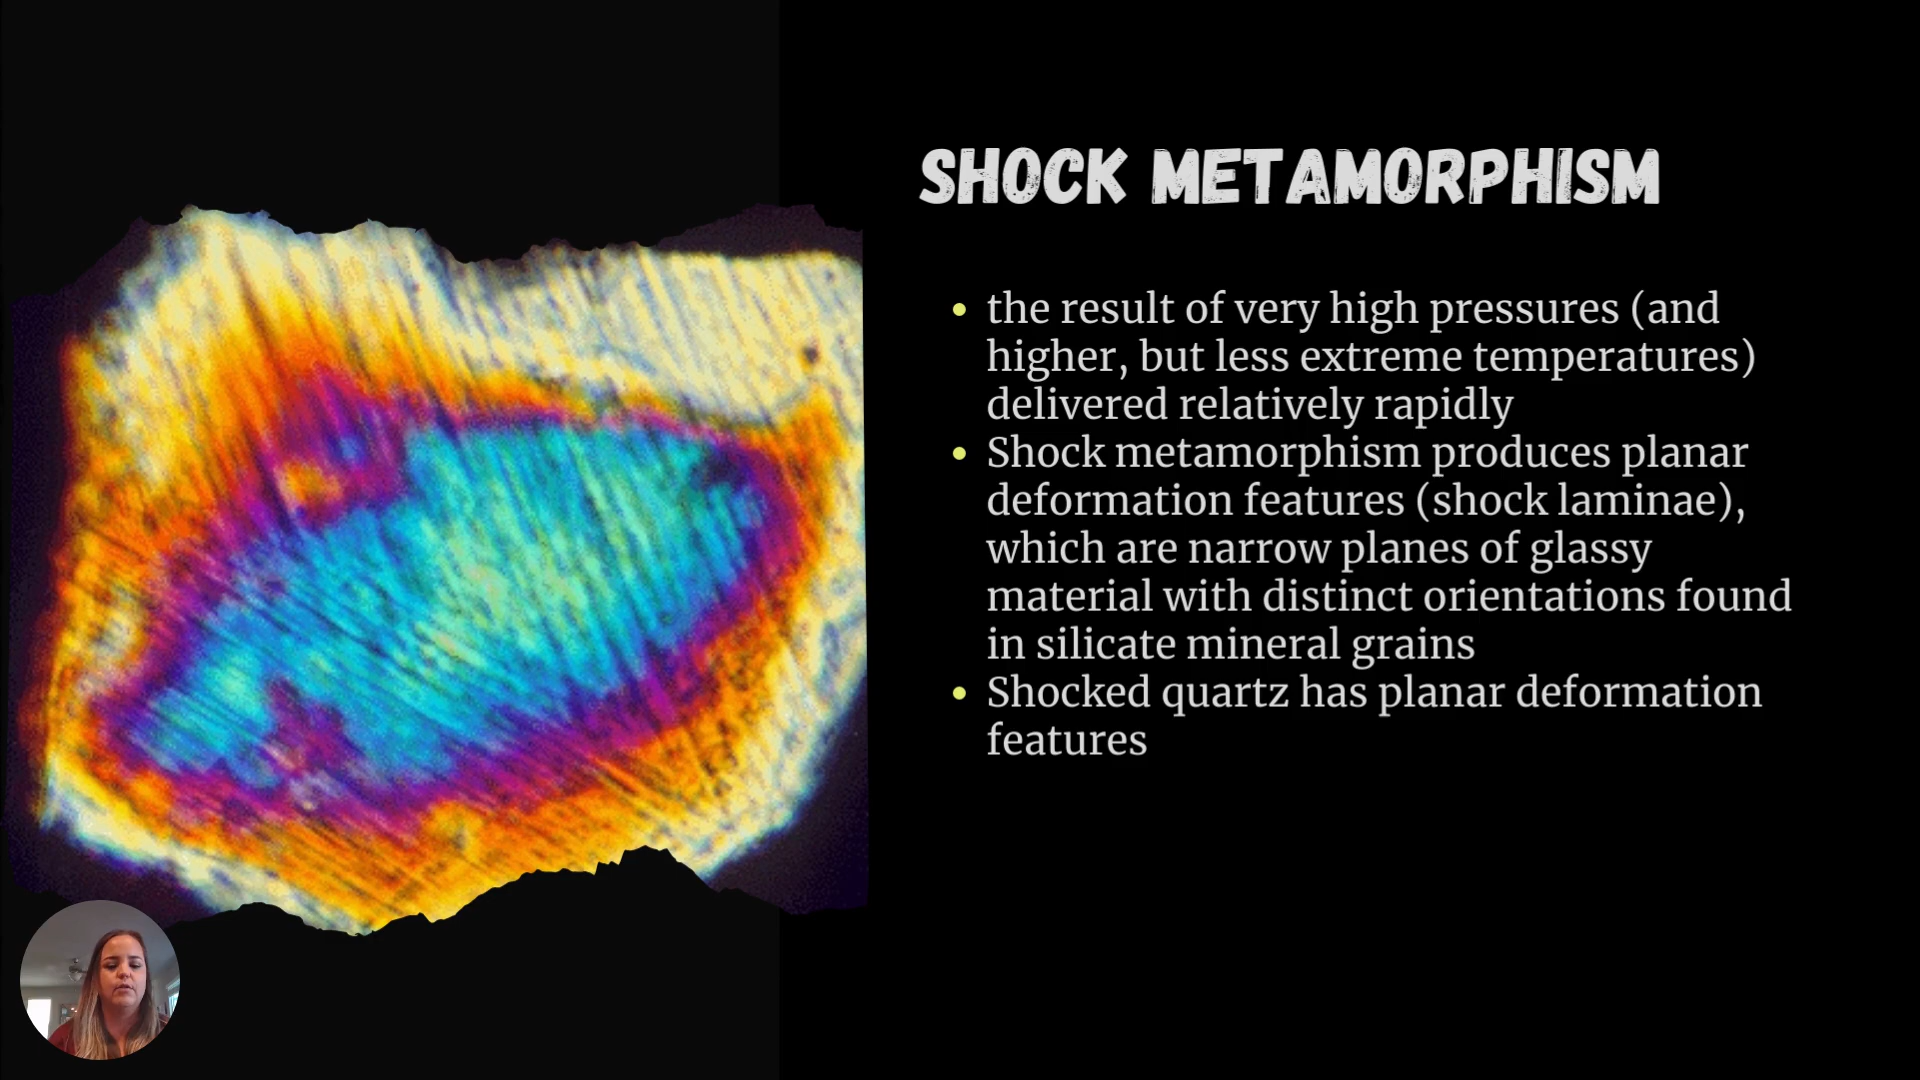 SHOCK METAMORPHISM
• the result of very high pressures (and
higher, but less extreme temperatures)
delivered relatively rapidly
• Shock metamorphism produces planar
deformation features (shock laminae),
which are narrow planes of glassy
material with distinct orientations found
in silicate mineral grains
• Shocked quartz has planar deformation
features